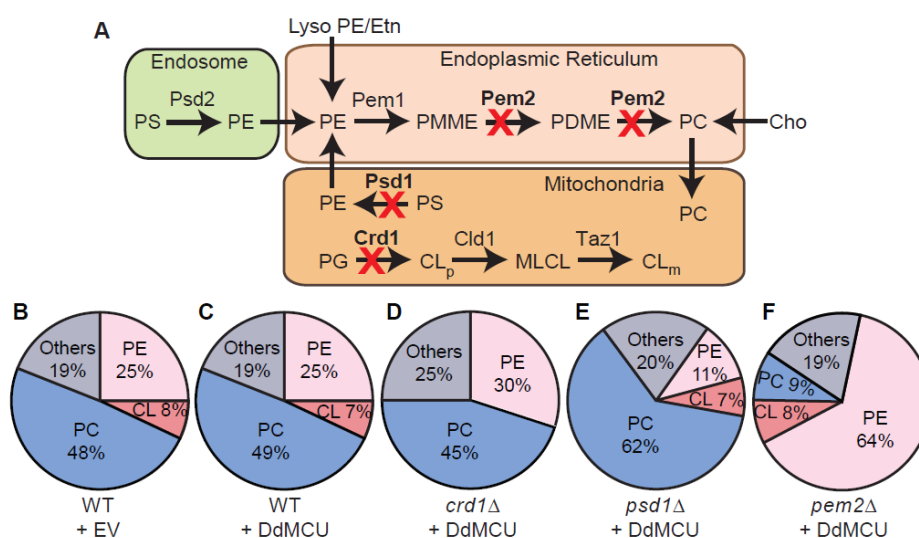 A
Lyso PE/Etn
Endosome
Endoplasmic Reticulum
Psd2
Pem1
Pem2
Pem2
PS
PE
PE
PMME
PDME
PC
Cho
Mitochondria
Psd1
PE
PS
PC
Crd1
Cld1
Taz1
PG
CLp
MLCL
CLm
B
Others
19%
PE
25%
CL 8%
PC
48%
WT
+ EV
C
Others
19%
PE
25%
CL 7%
PC
49%
WT
+ DdMCU
D
Others
25%
PE
30%
PC
45%
crd1Δ
+ DdMCU
E
Others
20%
PE
11%
CL 7%
PC
62%
psd1Δ
+ DdMCU
F
Others
19%
PC 9%
CL 8%
PE
64%
pem2Δ
+ DdMCU